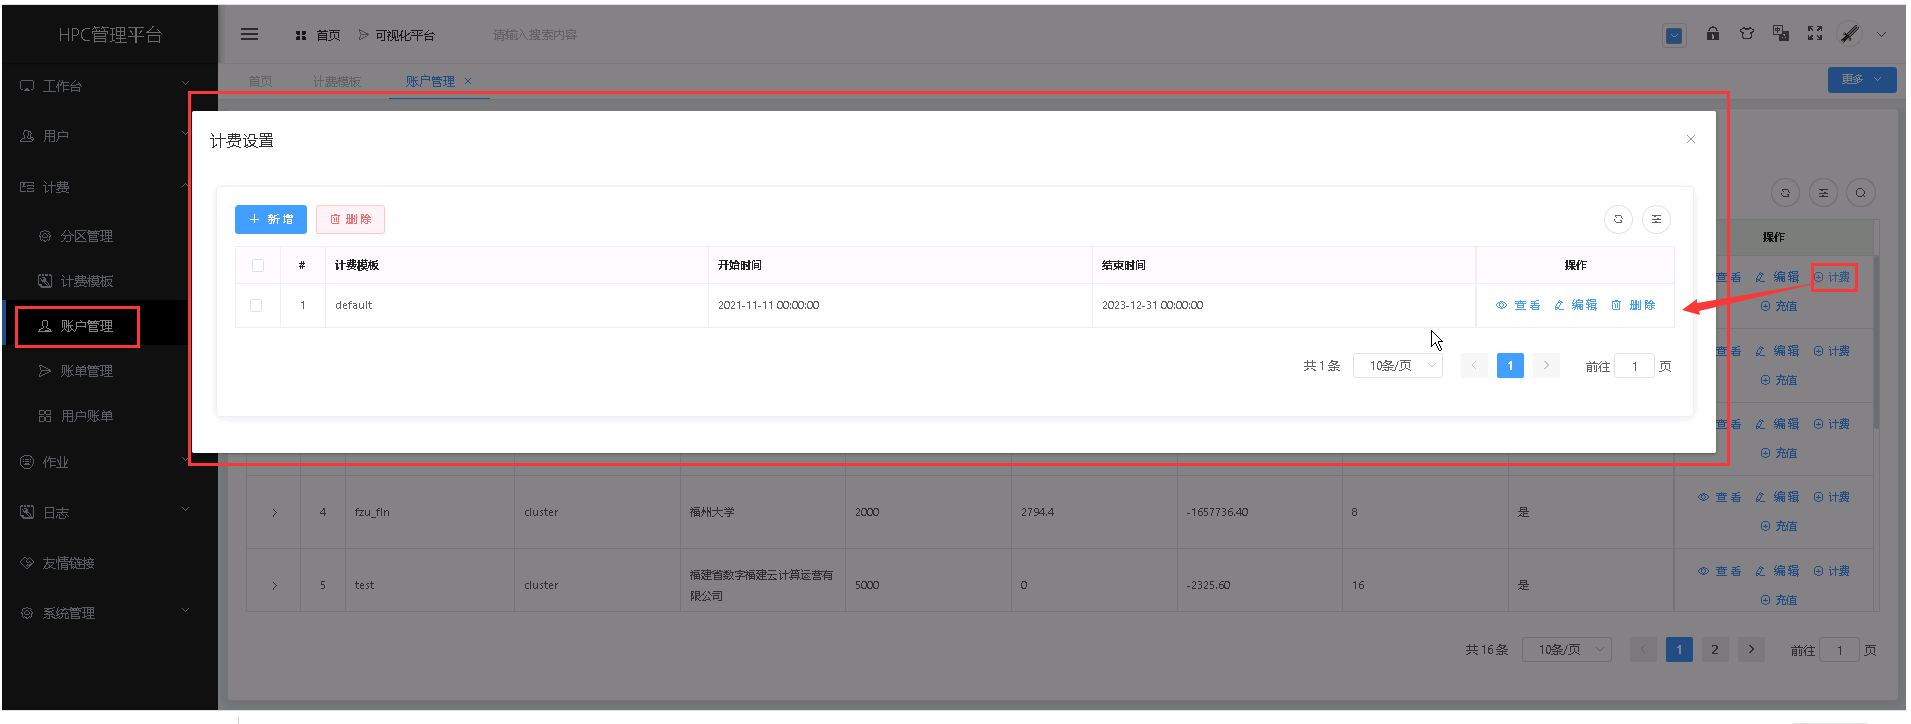 HPC管理平台
首页
可视化平台
请输入搜索内容
首页
计费模板
账户管理
更多
工作台
用户
计费
分区管理
计费模板
账户管理
账单管理
用户账单
作业
日志
友情链接
系统管理
计费设置
新增
删除
# 计费模板 开始时间 结束时间 操作
1 default 2021-11-11 00:00:00 2023-12-31 00:00:00 查看 编辑 删除
共 1 条 10条/页 1 前往 1 页
操作
查看 编辑 计费
充值
查看 编辑 计费
充值
查看 编辑 计费
充值
4 fzu_fln cluster 福州大学 2000 2794.4 -1657736.40 8 是 查看 编辑 计费
充值
5 test cluster 福建省数字福建云计算运营有限公司 5000 0 -2325.60 16 是 查看 编辑 计费
充值
共 16 条 10条/页 1 2 前往 1 页